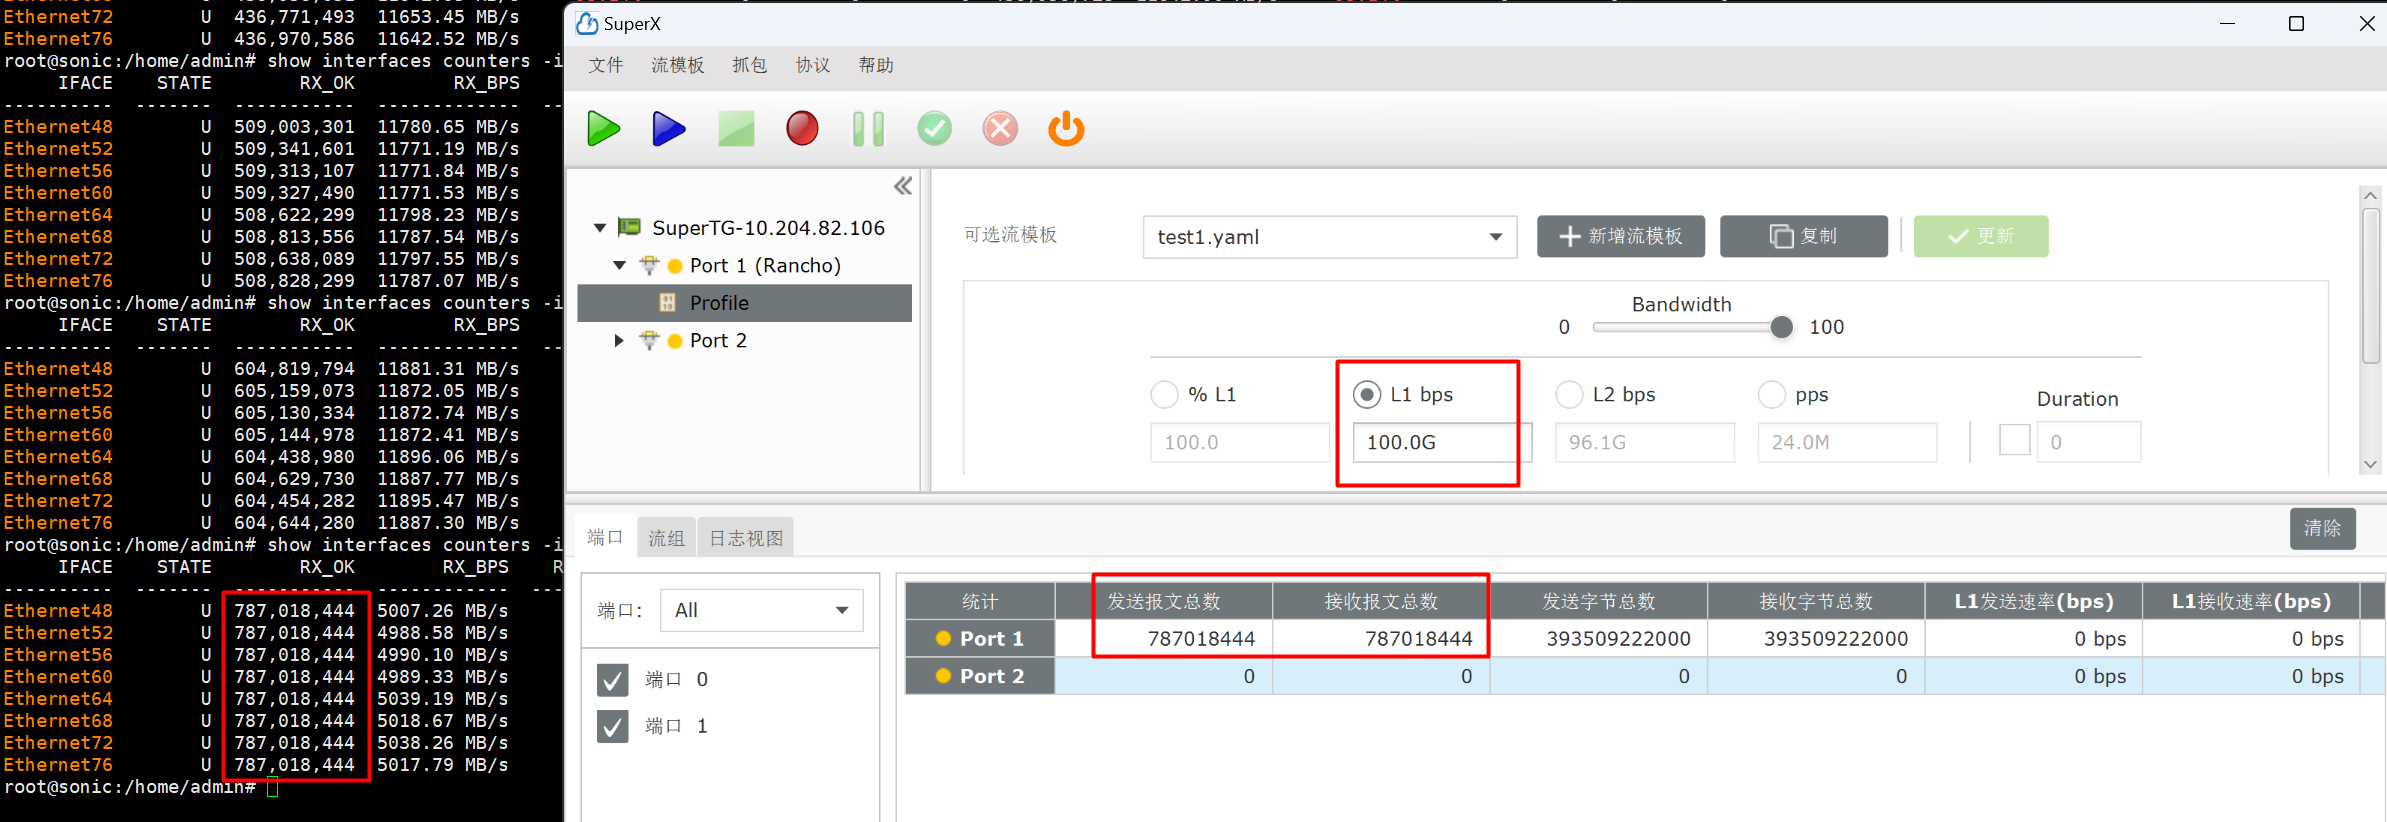 Ethernet72        U  436,771,493  11653.45 MB/s
Ethernet76        U  436,970,586  11642.52 MB/s
root@sonic:/home/admin# show interfaces counters -i
IFACE    STATE        RX_OK         RX_BPS
----------  -------  -----------  -------------  --
Ethernet48        U  509,003,301  11780.65 MB/s
Ethernet52        U  509,341,601  11771.19 MB/s
Ethernet56        U  509,313,107  11771.84 MB/s
Ethernet60        U  509,327,490  11771.53 MB/s
Ethernet64        U  508,622,299  11798.23 MB/s
Ethernet68        U  508,813,556  11787.54 MB/s
Ethernet72        U  508,638,089  11797.55 MB/s
Ethernet76        U  508,828,299  11787.07 MB/s
root@sonic:/home/admin# show interfaces counters -i
IFACE    STATE        RX_OK         RX_BPS
----------  -------  -----------  -------------  --
Ethernet48        U  604,819,794  11881.31 MB/s
Ethernet52        U  605,159,073  11872.05 MB/s
Ethernet56        U  605,130,334  11872.74 MB/s
Ethernet60        U  605,144,978  11872.41 MB/s
Ethernet64        U  604,438,980  11896.06 MB/s
Ethernet68        U  604,629,730  11887.77 MB/s
Ethernet72        U  604,454,282  11895.47 MB/s
Ethernet76        U  604,644,280  11887.30 MB/s
root@sonic:/home/admin# show interfaces counters -i
IFACE    STATE        RX_OK        RX_BPS    R
----------  -------  -----------  ------------  ---
Ethernet48        U  787,018,444  5007.26 MB/s
Ethernet52        U  787,018,444  4988.58 MB/s
Ethernet56        U  787,018,444  4990.10 MB/s
Ethernet60        U  787,018,444  4989.33 MB/s
Ethernet64        U  787,018,444  5039.19 MB/s
Ethernet68        U  787,018,444  5018.67 MB/s
Ethernet72        U  787,018,444  5038.26 MB/s
Ethernet76        U  787,018,444  5017.79 MB/s
root@sonic:/home/admin#
SuperX
文件 流模板 抓包 协议 帮助
SuperTG-10.204.82.106
Port 1 (Rancho)
Profile
Port 2
可选流模板 test1.yaml 新增流模板 复制 更新
Bandwidth
0 100
% L1 L1 bps L2 bps pps Duration
100.0 100.0G 96.1G 24.0M 0
端口 流组 日志视图 清除
端口: All
端口 0
端口 1
统计 发送报文总数 接收报文总数 发送字节总数 接收字节总数 L1发送速率(bps) L1接收速率(bps)
Port 1 787018444 787018444 393509222000 393509222000 0 bps 0 bps
Port 2 0 0 0 0 0 bps 0 bps